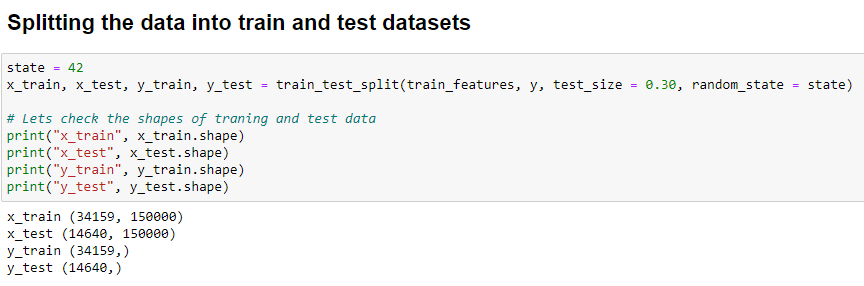 Splitting the data into train and test datasets
state = 42
x_train, x_test, y_train, y_test = train_test_split(train_features, y, test_size = 0.30, random_state = state)
# Lets check the shapes of traning and test data
print("x_train", x_train.shape)
print("x_test", x_test.shape)
print("y_train", y_train.shape)
print("y_test", y_test.shape)
x_train (34159, 150000)
x_test (14640, 150000)
y_train (34159,)
y_test (14640,)